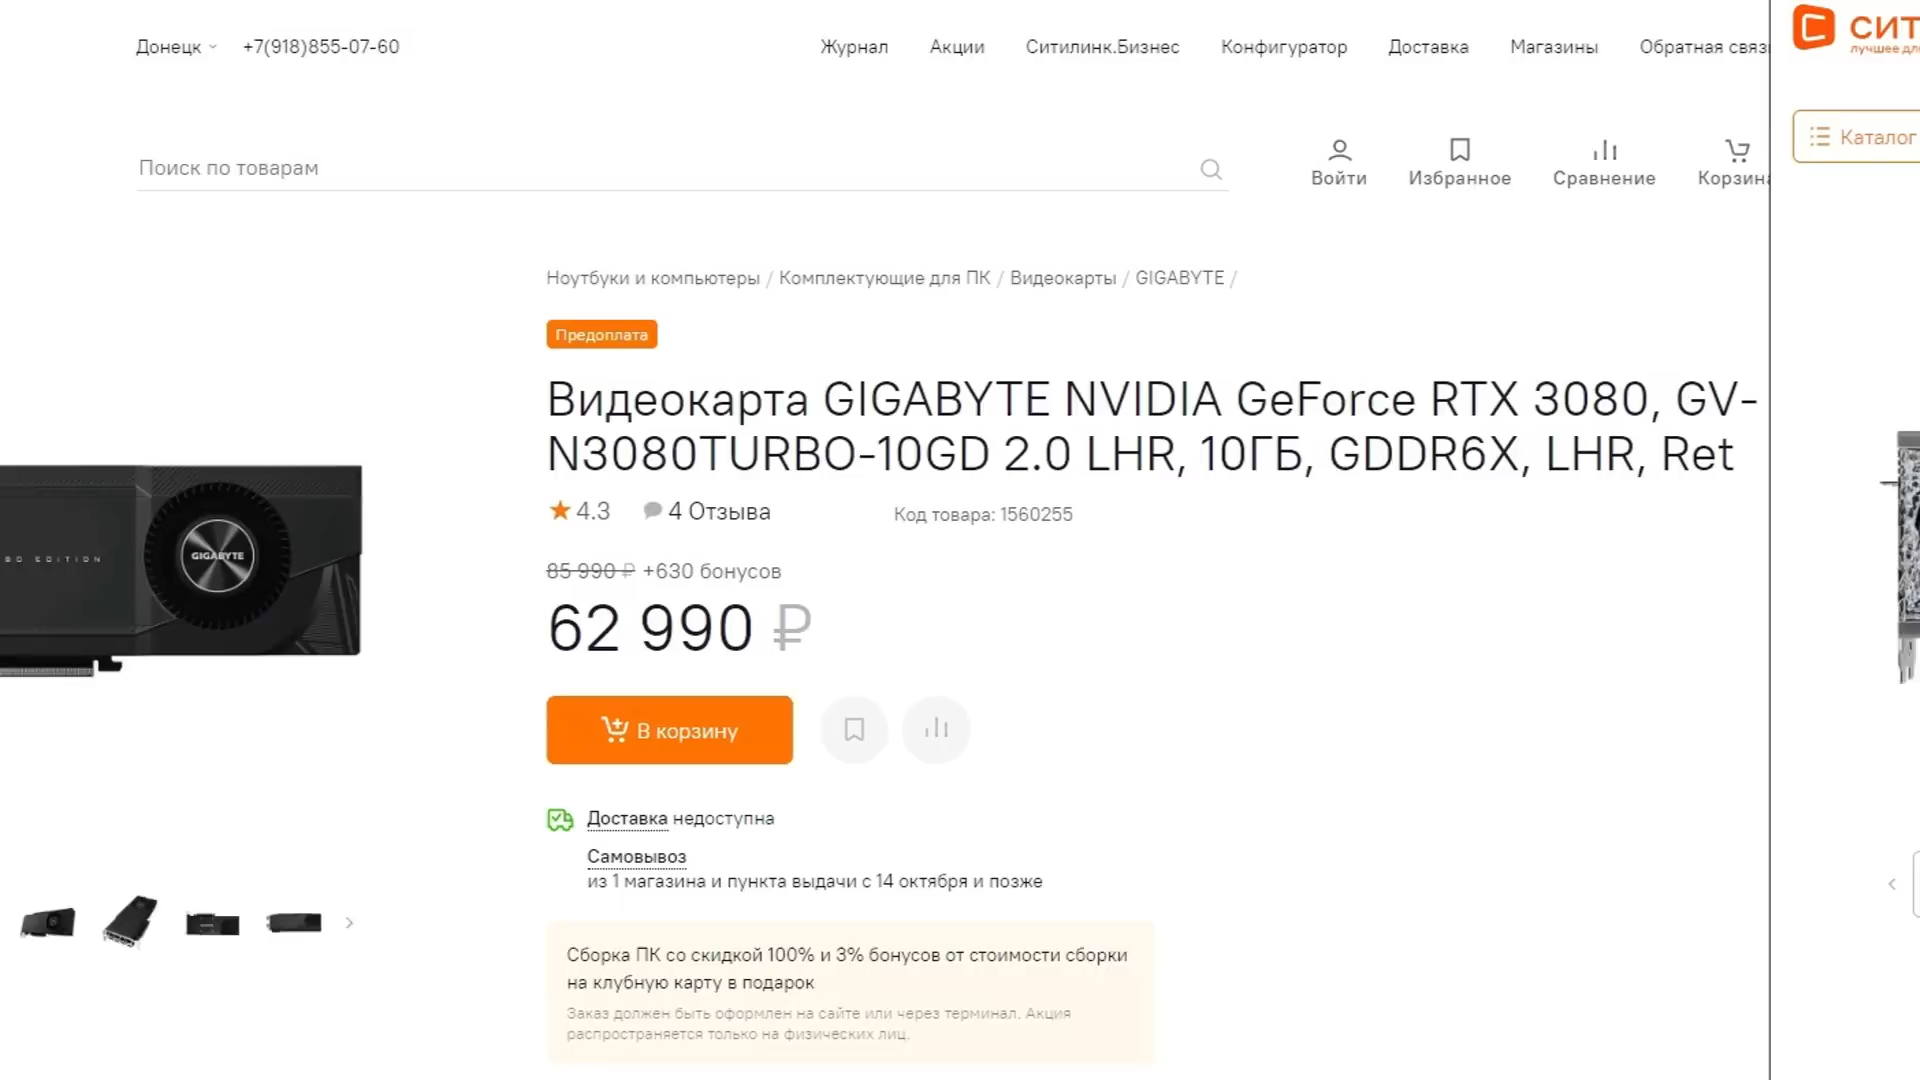 Донецк +7(918)855-07-60 Журнал Акции Ситилинк.Бизнес Конфигуратор Доставка Магазины Обратная
лучшее
Каталог
Поиск по товарам
Войти Избранное Сравнение
Ноутбуки и компьютеры / Комплектующие для ПК / Видеокарты / GIGABYTE /
Предоплата
Видеокарта GIGABYTE NVIDIA GeForce RTX 3080, GV-
N3080TURBO-10GD 2.0 LHR, 10ГБ, GDDR6X, LHR, Ret
4.3 4 Отзыва Код товара: 1560255
EDITION
GIGABYTE
85 990 ₽ +630 бонусов
62 990 ₽
В корзину
Доставка недоступна
Самовывоз
из 1 магазина и пункта выдачи с 14 октября и позже
Сборка ПК со скидкой 100% и 3% бонусов от стоимости сборки
на клубную карту в подарок
Заказ должен быть оформлен на сайте или через терминал. Акция
распространяется только на физических лиц.